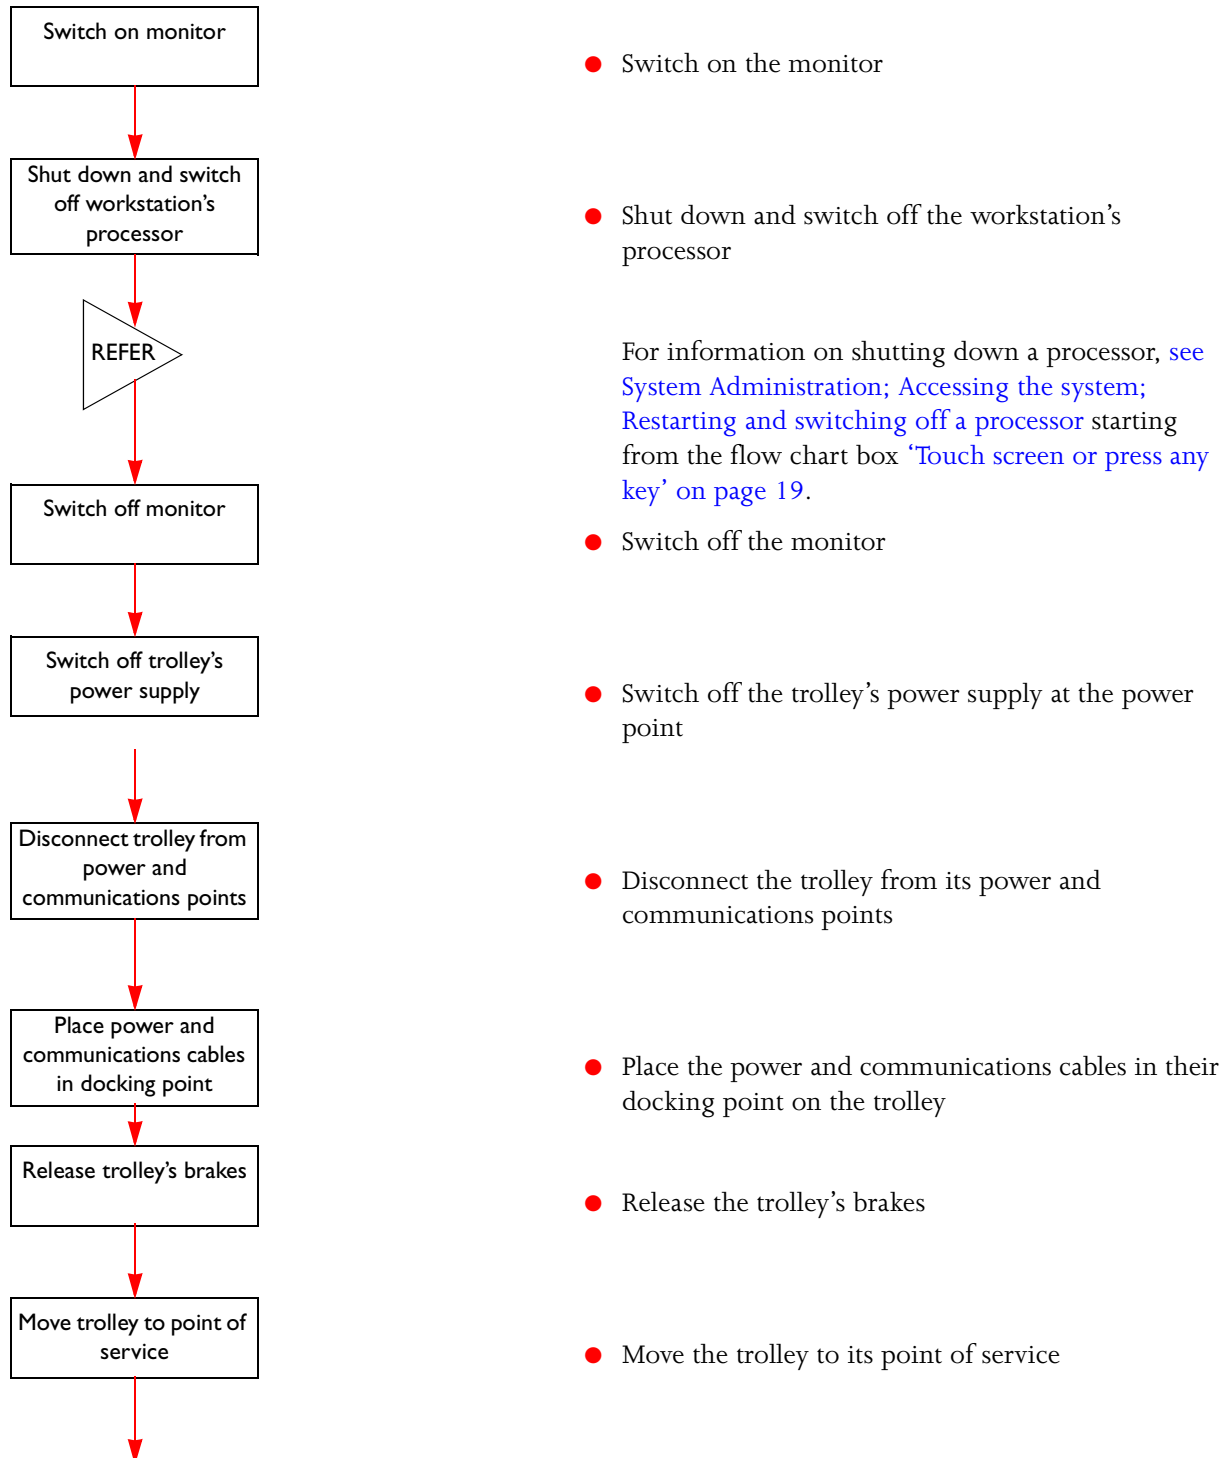 Switch on monitor
Switch on the monitor
Shut down and switch
off workstation’s
processor
Shut down and switch off the workstation’s
processor
REFER
For information on shutting down a processor, see
System Administration; Accessing the system;
Restarting and switching off a processor starting
from the flow chart box ‘Touch screen or press any
key’ on page 19.
Switch off monitor
Switch off the monitor
Switch off trolley’s
power supply
Switch off the trolley’s power supply at the power
point
Disconnect trolley from
power and
communications points
Disconnect the trolley from its power and
communications points
Place power and
communications cables
in docking point
Place the power and communications cables in their
docking point on the trolley
Release trolley’s brakes
Release the trolley’s brakes
Move trolley to point of
service
Move the trolley to its point of service